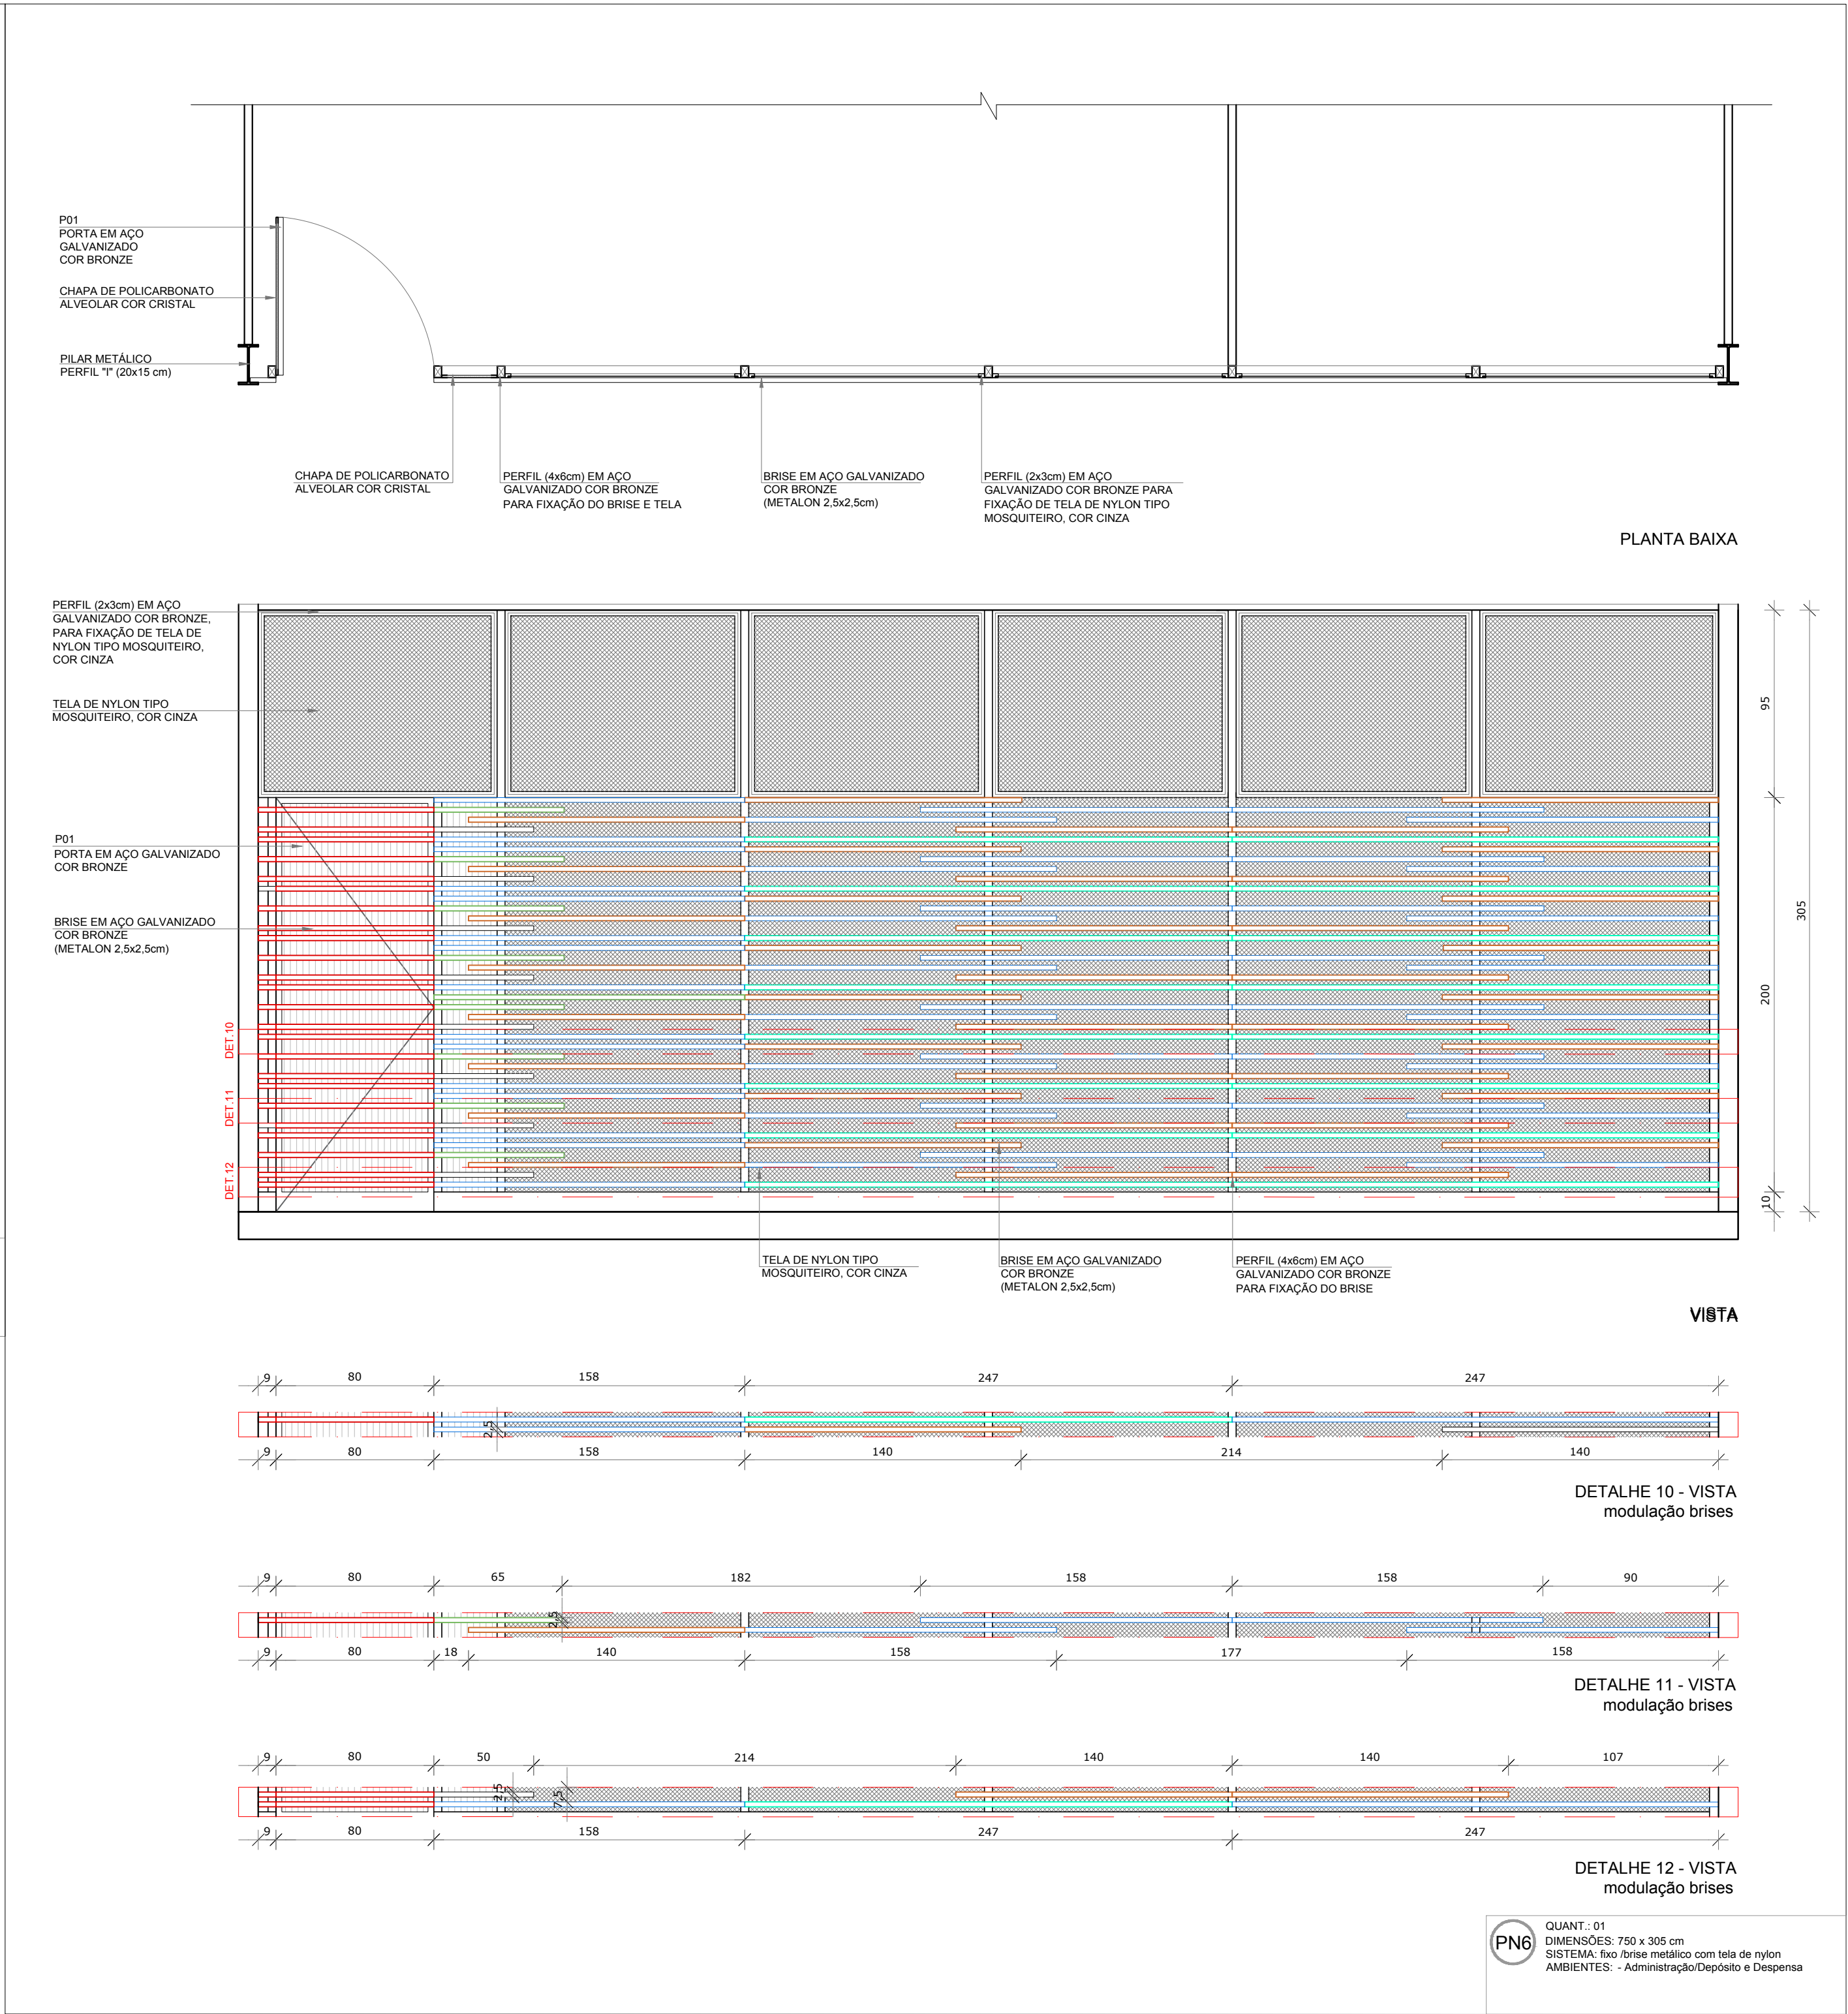 P01
PORTA EM AÇO
GALVANIZADO
COR BRONZE
CHAPA DE POLICARBONATO
ALVEOLAR COR CRISTAL
PILAR METÁLICO
PERFIL "I" (20x15 cm)
CHAPA DE POLICARBONATO
ALVEOLAR COR CRISTAL
PERFIL (4x6cm) EM AÇO
GALVANIZADO COR BRONZE
PARA FIXAÇÃO DO BRISE E TELA
BRISE EM AÇO GALVANIZADO
COR BRONZE
(METALON 2,5x2,5cm)
PERFIL (2x3cm) EM AÇO
GALVANIZADO COR BRONZE PARA
FIXAÇÃO DE TELA DE NYLON TIPO
MOSQUITEIRO, COR CINZA
PLANTA BAIXA
PERFIL (2x3cm) EM AÇO
GALVANIZADO COR BRONZE,
PARA FIXAÇÃO DE TELA DE
NYLON TIPO MOSQUITEIRO,
COR CINZA
TELA DE NYLON TIPO
MOSQUITEIRO, COR CINZA
P01
PORTA EM AÇO GALVANIZADO
COR BRONZE
BRISE EM AÇO GALVANIZADO
COR BRONZE
(METALON 2,5x2,5cm)
DET.10
DET.11
DET.12
95
200
10
305
TELA DE NYLON TIPO
MOSQUITEIRO, COR CINZA
BRISE EM AÇO GALVANIZADO
COR BRONZE
(METALON 2,5x2,5cm)
PERFIL (4x6cm) EM AÇO
GALVANIZADO COR BRONZE
PARA FIXAÇÃO DO BRISE
VISTA
9 80 158 247 247
2,5
9 80 158 140 214 140
DETALHE 10 - VISTA
modulação brises
9 80 65 182 158 158 90
2,5
9 80 18 140 158 177 158
DETALHE 11 - VISTA
modulação brises
9 80 50 214 140 140 107
2,5 7,5
9 80 158 247 247
DETALHE 12 - VISTA
modulação brises
PN6
QUANT.: 01
DIMENSÕES: 750 x 305 cm
SISTEMA: fixo /brise metálico com tela de nylon
AMBIENTES: - Administração/Depósito e Despensa